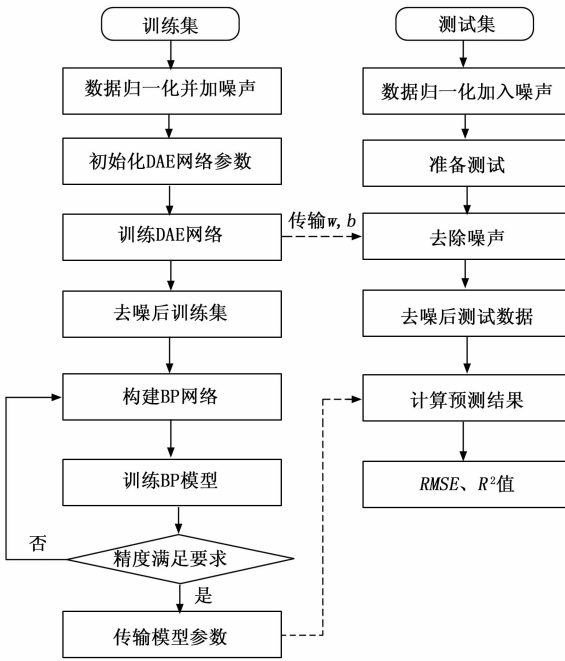 训练集
数据归一化并加噪声
初始化DAE网络参数
训练DAE网络
传输w, b
去噪后训练集
构建BP网络
训练BP模型
精度满足要求
否
是
传输模型参数
测试集
数据归一化加入噪声
准备测试
去除噪声
去噪后测试数据
计算预测结果
RMSE、R²值